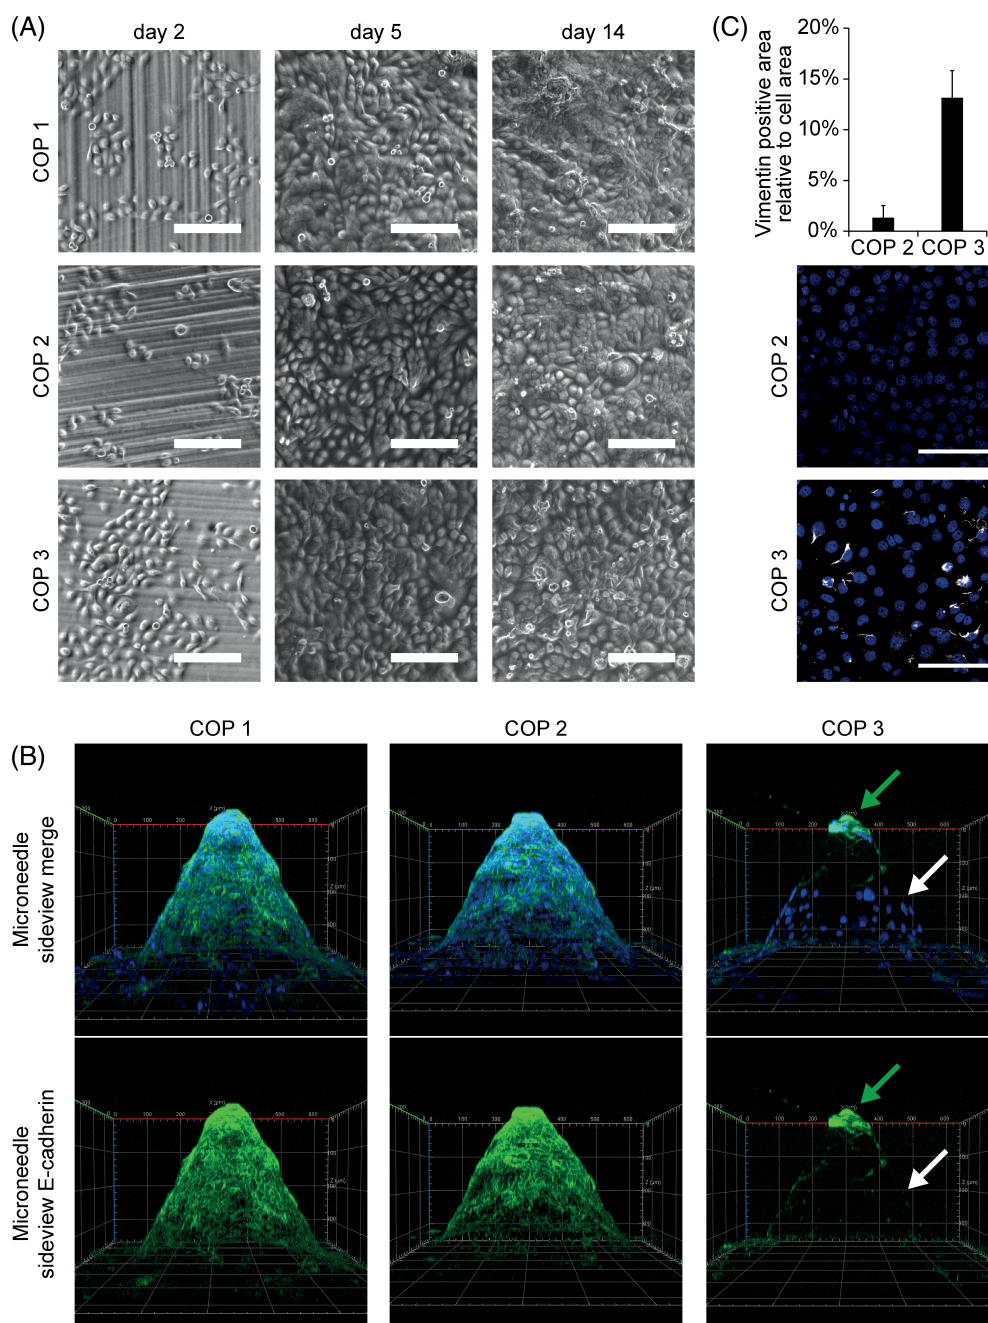 (A)
day 2
day 5
day 14
COP 1
COP 2
COP 3
(C)
20%
15%
10%
5%
0%
Vimentin positive area
relative to cell area
COP 2
COP 3
COP 2
COP 3
(B)
COP 1
COP 2
COP 3
Microneedle
sideview merge
Microneedle
sideview E-cadherin